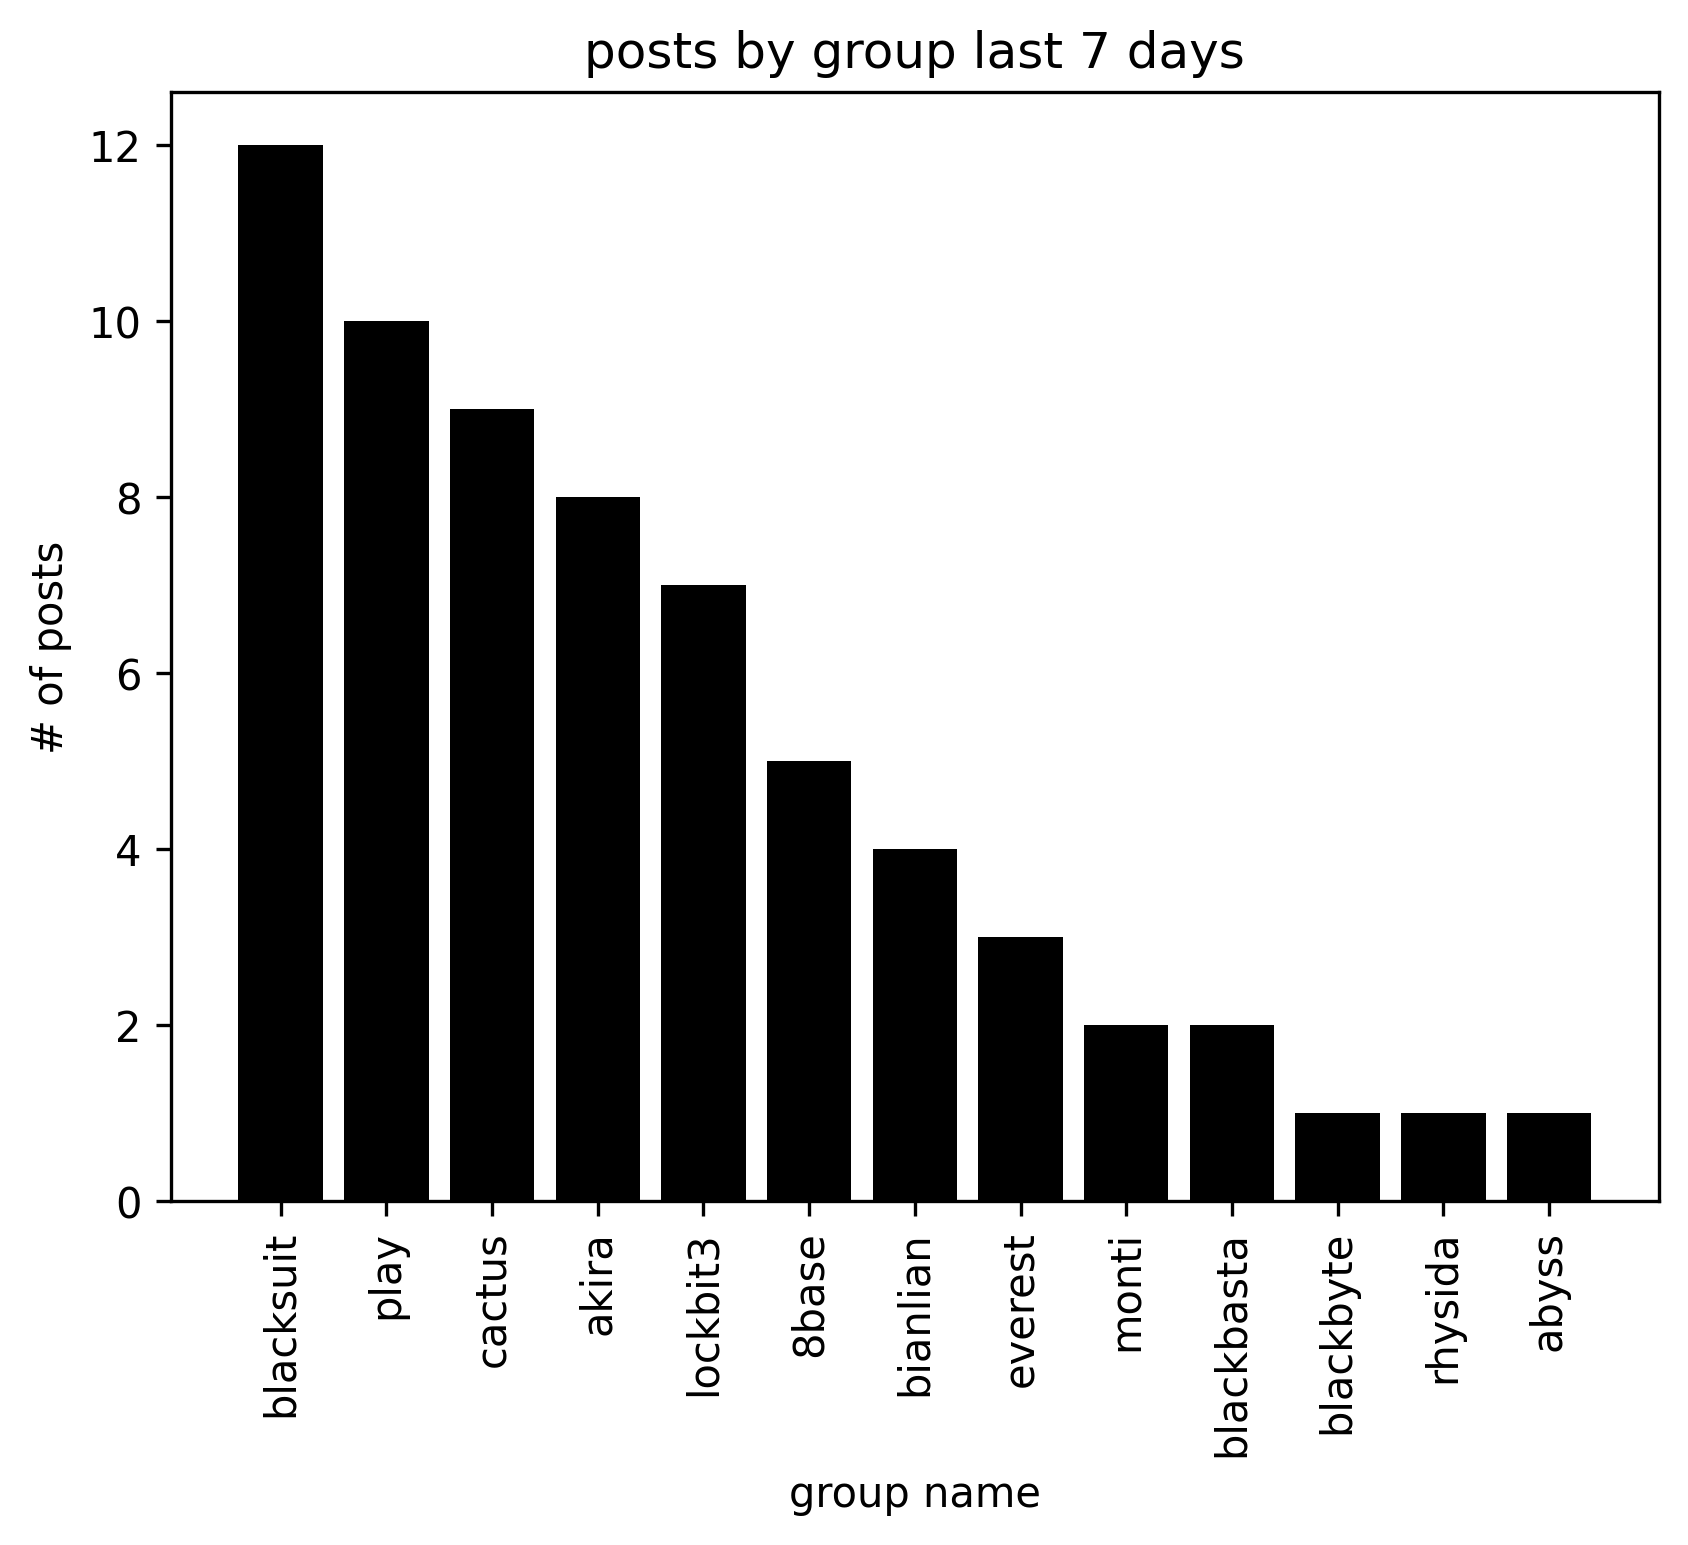 posts by group last 7 days
12
10
8
6
4
2
0
# of posts
blacksuit
play
cactus
akira
lockbit3
8base
bianlian
everest
monti
blackbasta
blackbyte
rhysida
abyss
group name